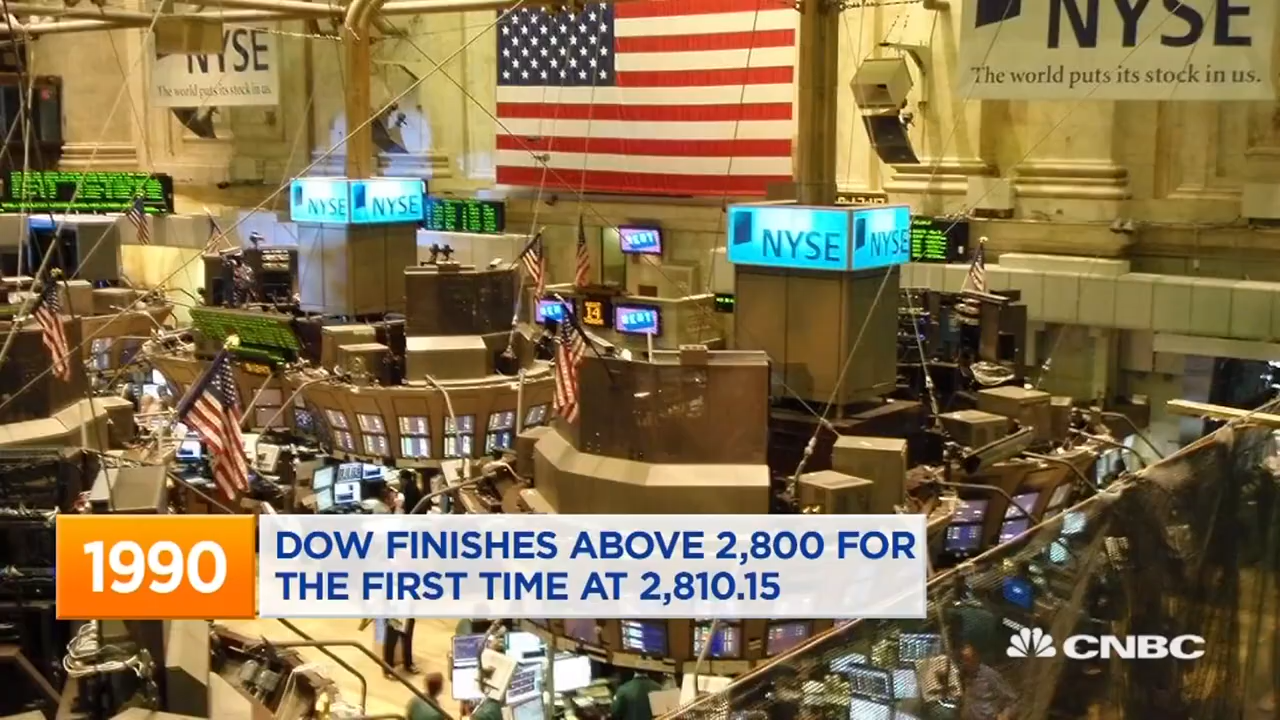 NYSE
The world puts its stock in us.
NYSE
The world puts its stock in us.
NYSE
NYSE
NYSE
NYSE
14
1990
DOW FINISHES ABOVE 2,800 FOR
THE FIRST TIME AT 2,810.15
CNBC